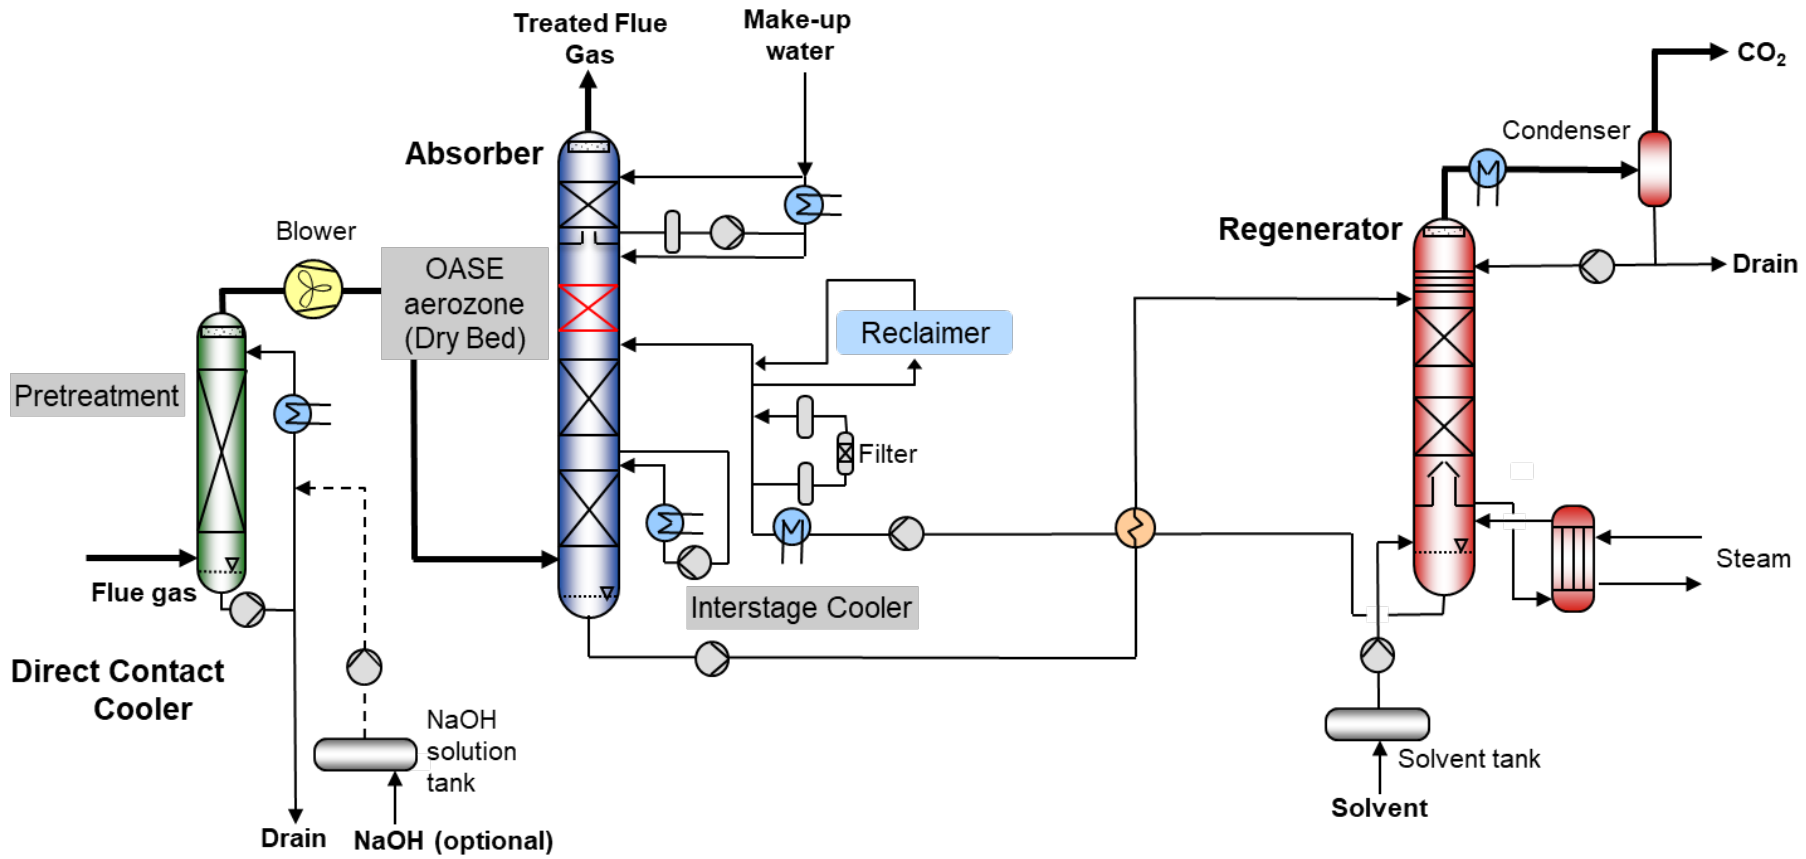 Treated Flue
Gas
Make-up
water
CO₂
Condenser
Absorber
Regenerator
Blower
Drain
OASE
aerozone
(Dry Bed)
Reclaimer
Pretreatment
Filter
Steam
Flue gas
Interstage Cooler
Direct Contact
Cooler
NaOH
solution
tank
Solvent tank
Solvent
Drain
NaOH (optional)